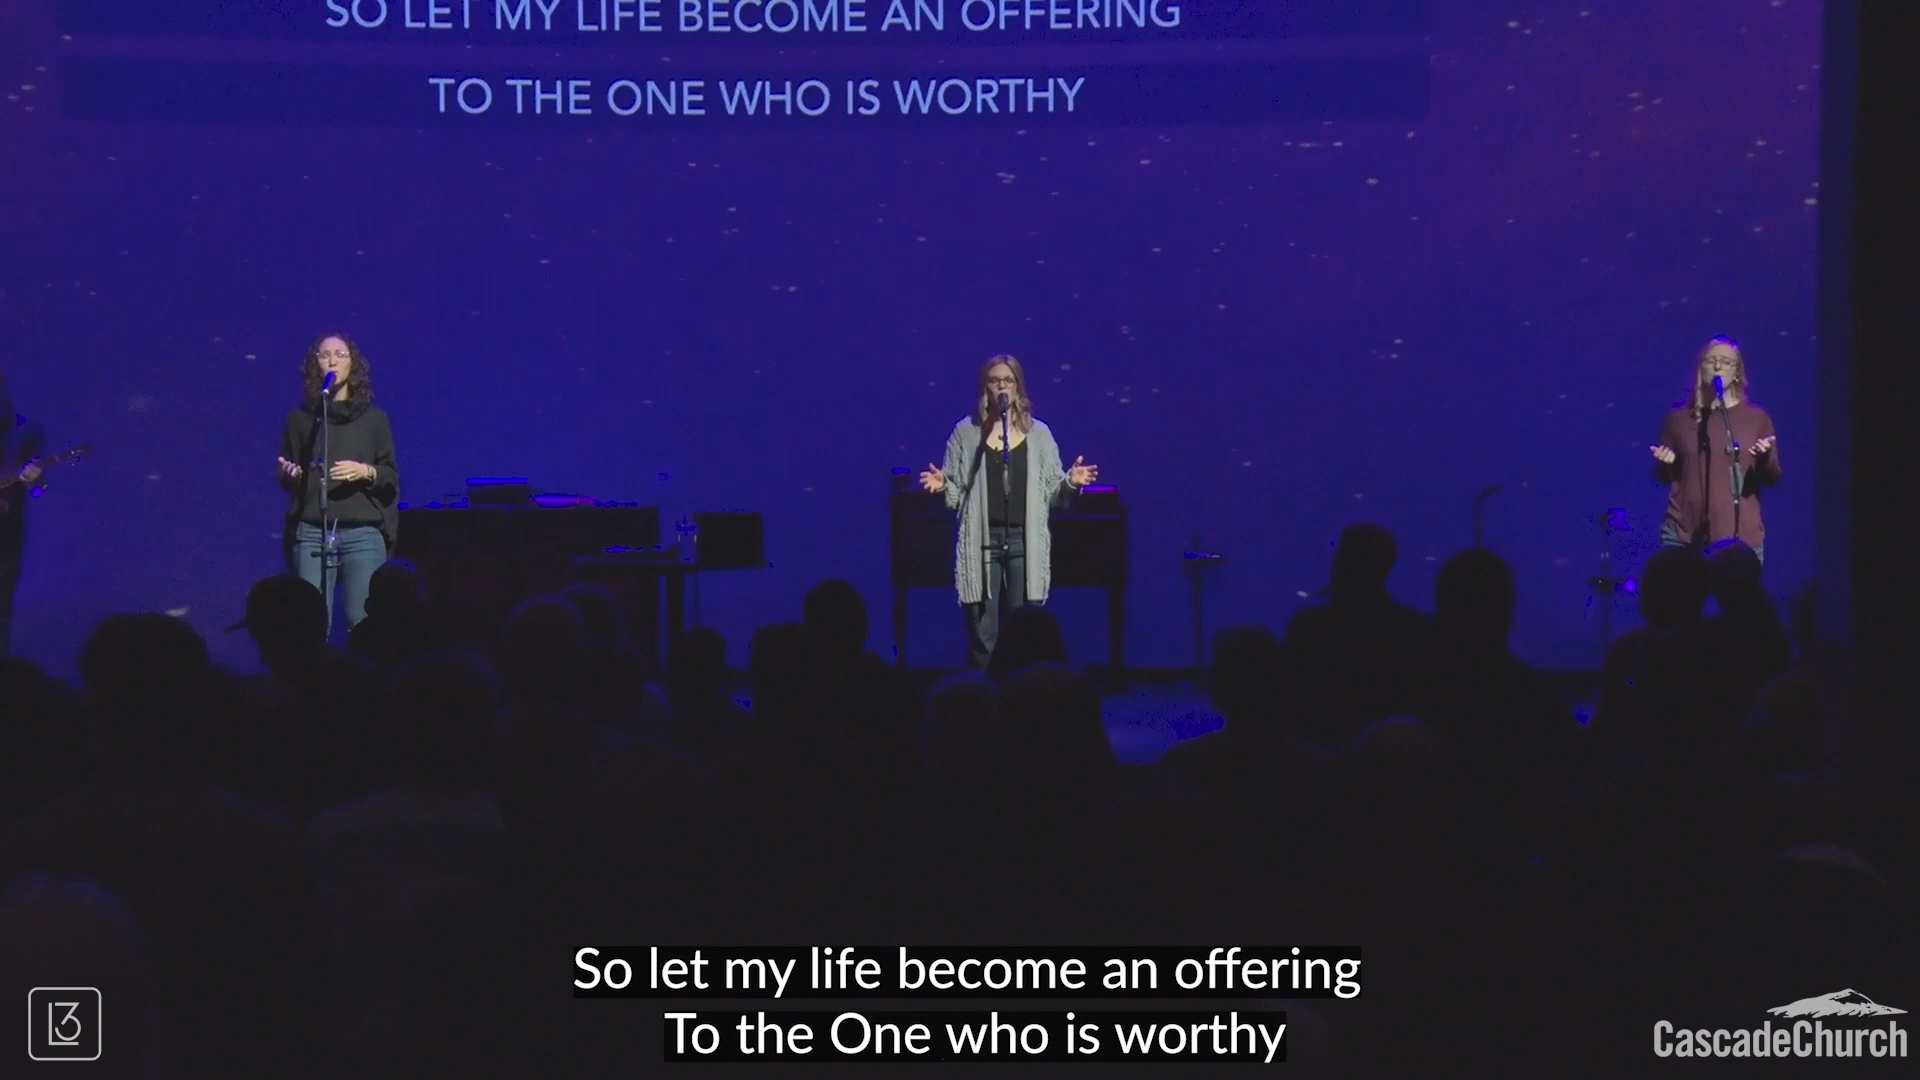 SO LET MY LIFE BECOME AN OFFERING
TO THE ONE WHO IS WORTHY
So let my life become an offering
To the One who is worthy
L3
CascadeChurch